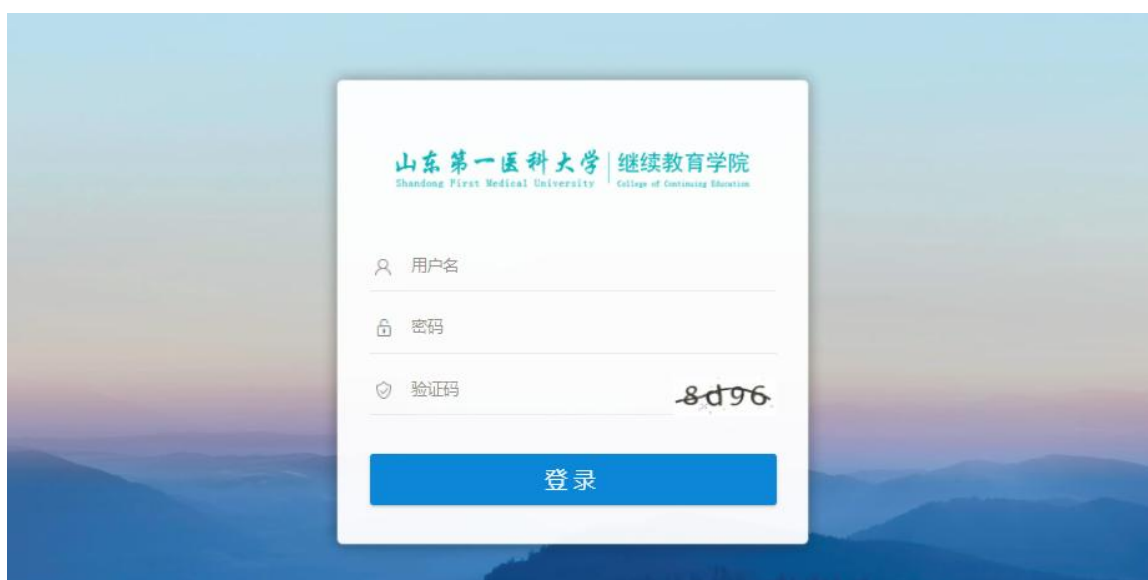 山东第一医科大学 继续教育学院
Shandong First Medical University College of Continuing Education
用户名
密码
验证码 8d96
登录